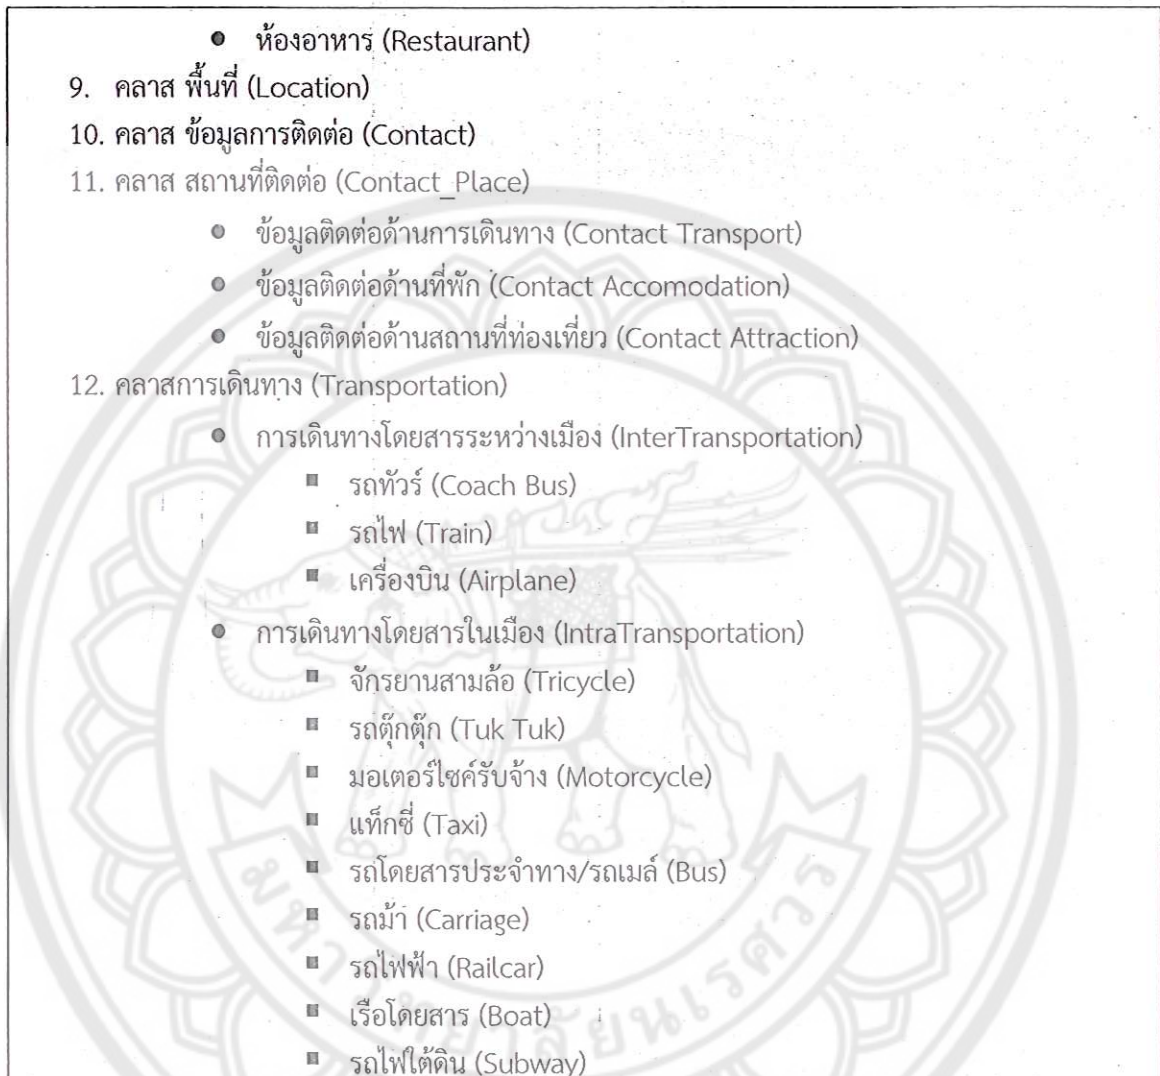 • ห้องอาหาร (Restaurant)
9. คลาส พื้นที่ (Location)
10. คลาส ข้อมูลการติดต่อ (Contact)
11. คลาส สถานที่ติดต่อ (Contact_Place)
• ข้อมูลติดต่อด้านการเดินทาง (Contact Transport)
• ข้อมูลติดต่อด้านที่พัก (Contact Accomodation)
• ข้อมูลติดต่อด้านสถานที่ท่องเที่ยว (Contact Attraction)
12. คลาสการเดินทาง (Transportation)
• การเดินทางโดยสารระหว่างเมือง (InterTransportation)
▪ รถทัวร์ (Coach Bus)
▪ รถไฟ (Train)
▪ เครื่องบิน (Airplane)
• การเดินทางโดยสารในเมือง (IntraTransportation)
▪ จักรยานสามล้อ (Tricycle)
▪ รถตุ๊กตุ๊ก (Tuk Tuk)
▪ มอเตอร์ไซค์รับจ้าง (Motorcycle)
▪ แท็กซี่ (Taxi)
▪ รถโดยสารประจำทาง/รถเมล์ (Bus)
▪ รถม้า (Carriage)
▪ รถไฟฟ้า (Railcar)
▪ เรือโดยสาร (Boat)
▪ รถไฟใต้ดิน (Subway)
มหาวิทยาลัยนเรศวร